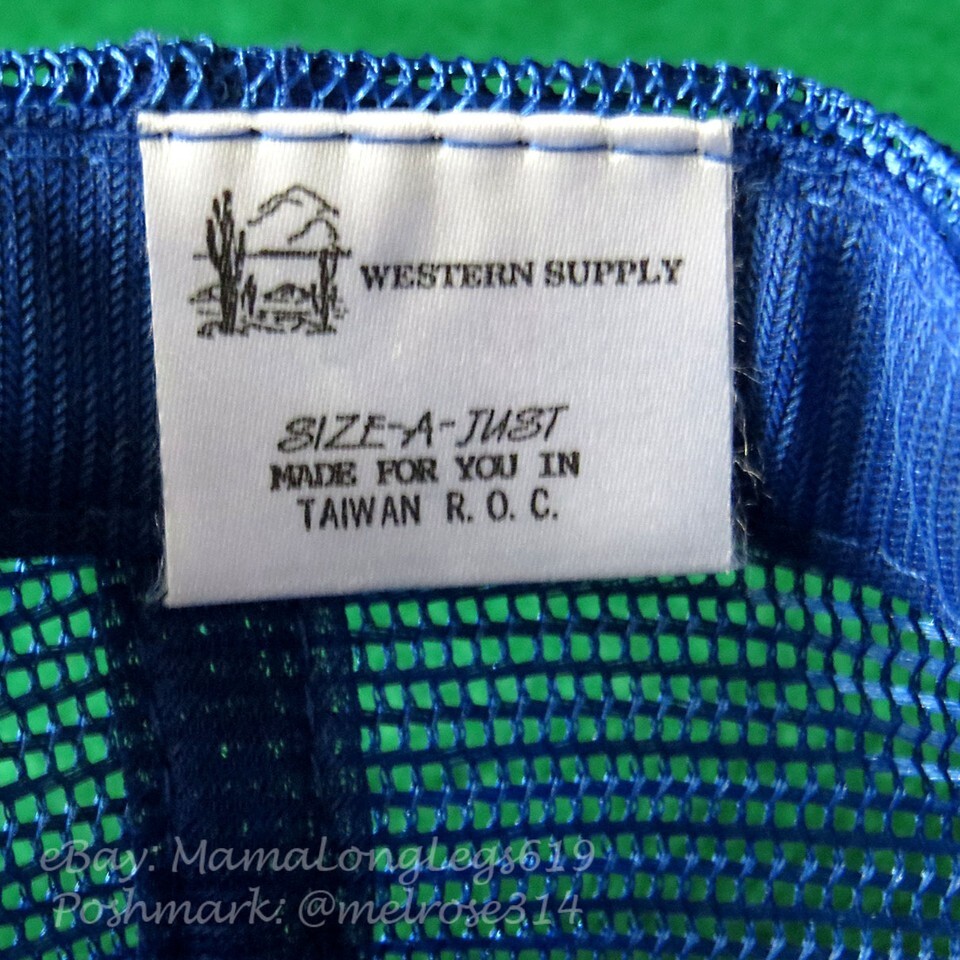 WESTERN SUPPLY
SIZE-A-JUST
MADE FOR YOU IN
TAIWAN R. O. C.
eBay: MamaLongLegs619
Poshmark: @melrose314